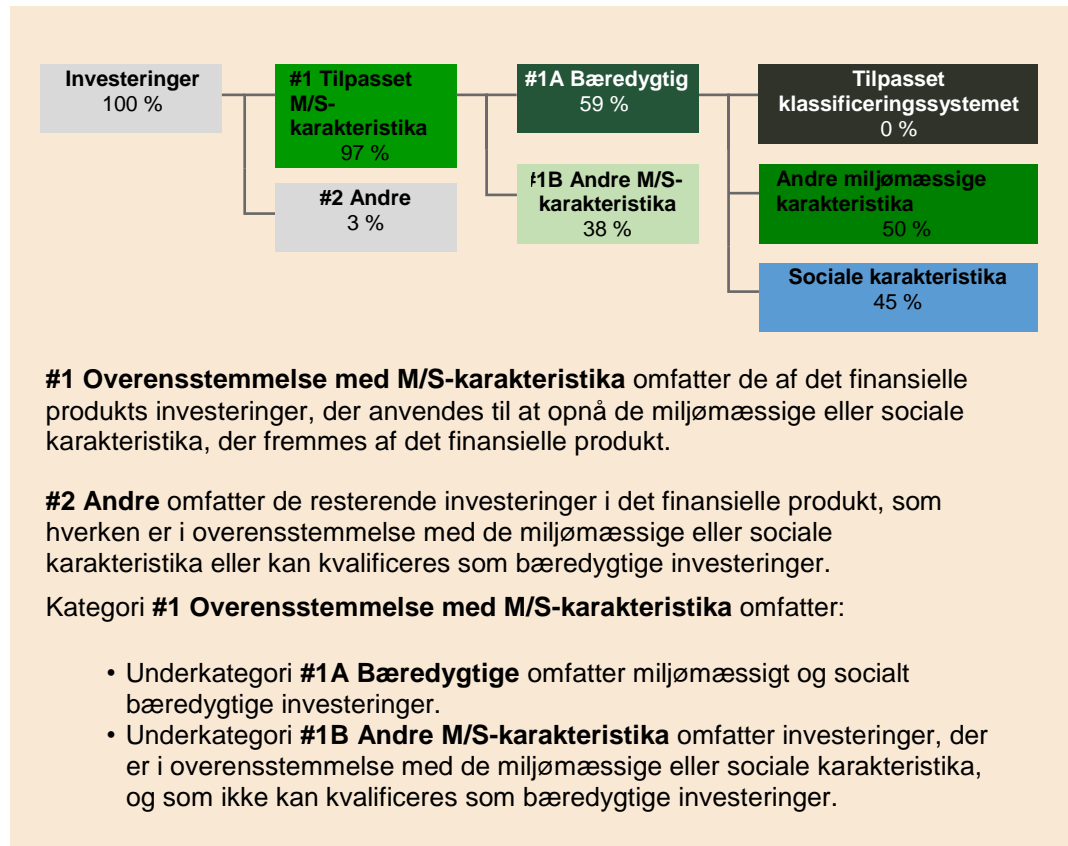 Investeringer
100 %
#1 Tilpasset
M/S-
karakteristika
97 %
#2 Andre
3 %
#1A Bæredygtig
59 %
#1B Andre M/S-
karakteristika
38 %
Tilpasset
klassificeringssystemet
0 %
Andre miljømæssige
karakteristika
50 %
Sociale karakteristika
45 %
#1 Overensstemmelse med M/S-karakteristika omfatter de af det finansielle
produkts investeringer, der anvendes til at opnå de miljømæssige eller sociale
karakteristika, der fremmes af det finansielle produkt.
#2 Andre omfatter de resterende investeringer i det finansielle produkt, som
hverken er i overensstemmelse med de miljømæssige eller sociale
karakteristika eller kan kvalificeres som bæredygtige investeringer.
Kategori #1 Overensstemmelse med M/S-karakteristika omfatter:
• Underkategori #1A Bæredygtige omfatter miljømæssigt og socialt
bæredygtige investeringer.
• Underkategori #1B Andre M/S-karakteristika omfatter investeringer, der
er i overensstemmelse med de miljømæssige eller sociale karakteristika,
og som ikke kan kvalificeres som bæredygtige investeringer.